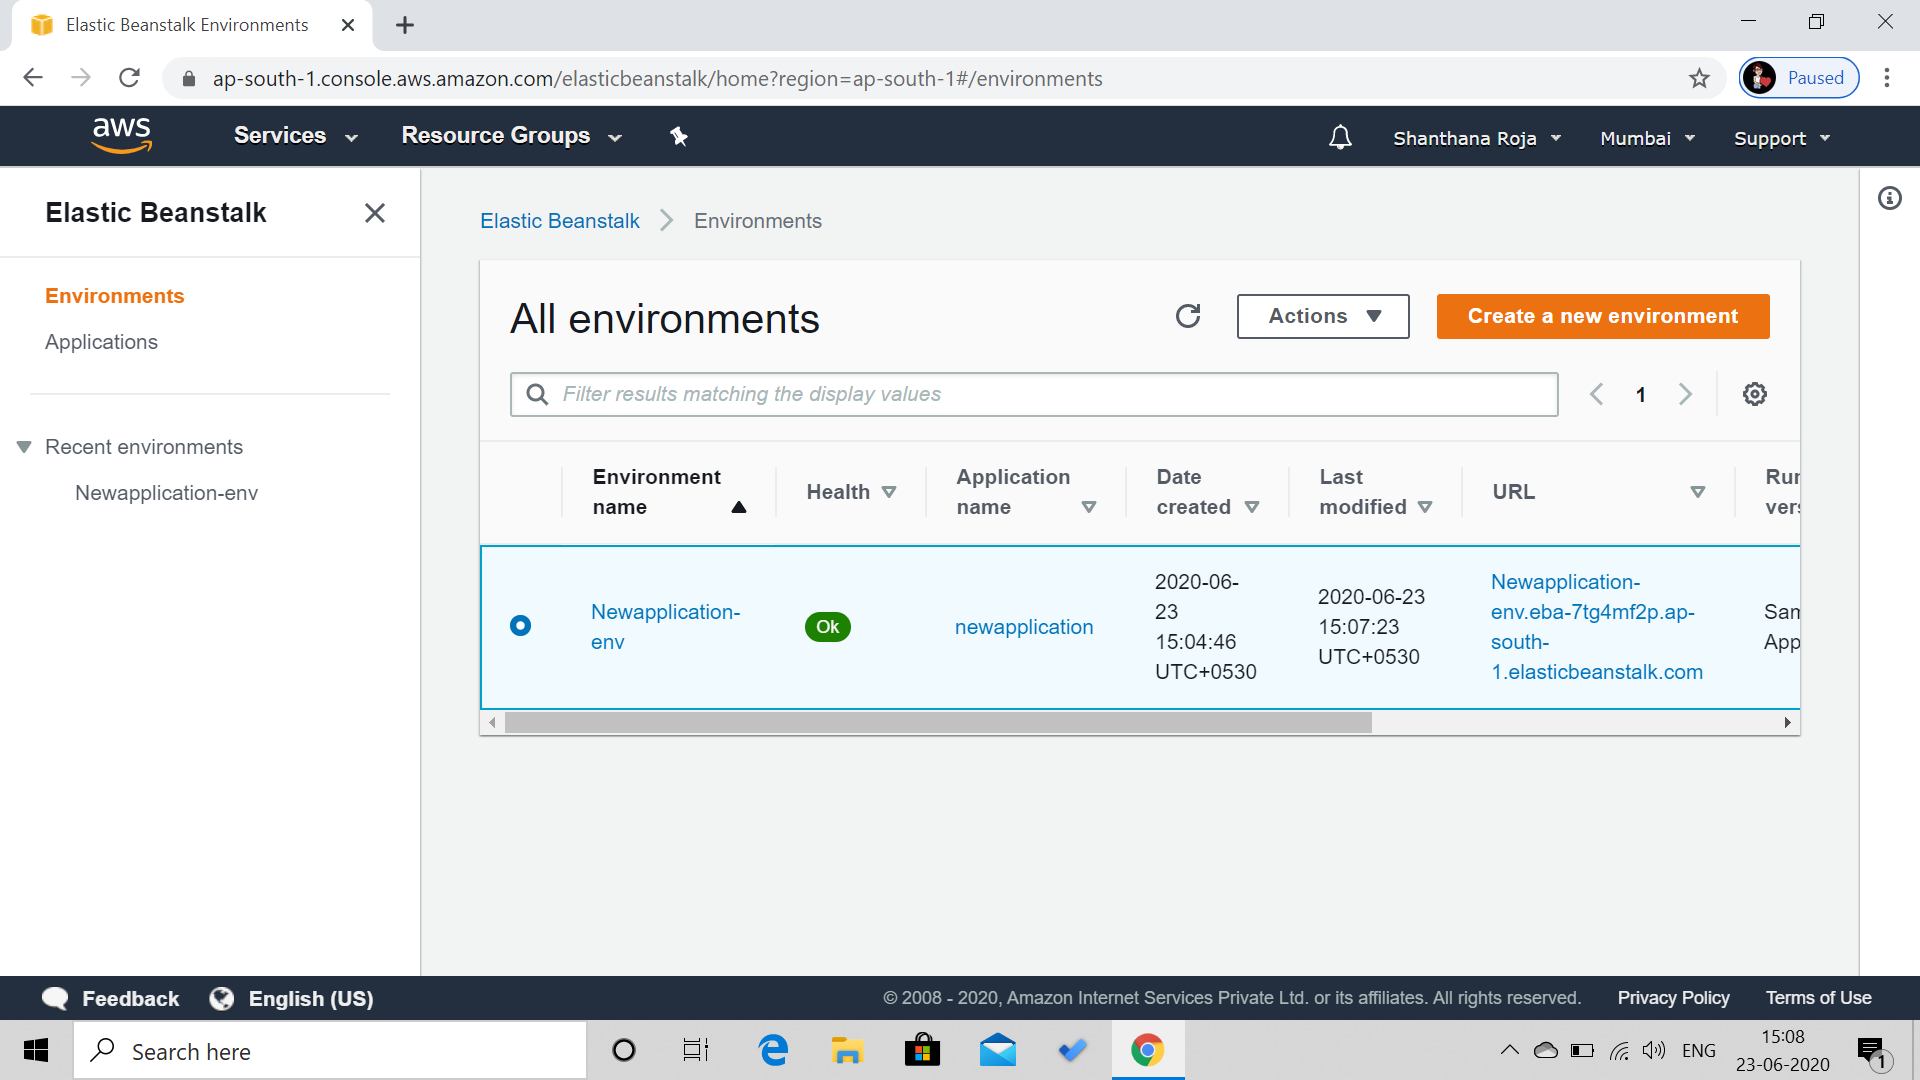 Elastic Beanstalk Environments
ap-south-1.console.aws.amazon.com/elasticbeanstalk/home?region=ap-south-1#/environments
Paused
aws
Services
Resource Groups
Shanthana Roja
Mumbai
Support
Elastic Beanstalk
Environments
Applications
Recent environments
Newapplication-env
Elastic Beanstalk
Environments
All environments
Actions
Create a new environment
Filter results matching the display values
1
Environment
name
Health
Application
name
Date
created
Last
modified
URL
Run
vers
Newapplication-
env
Ok
newapplication
2020-06-
23
15:04:46
UTC+0530
2020-06-23
15:07:23
UTC+0530
Newapplication-
env.eba-7tg4mf2p.ap-
south-
1.elasticbeanstalk.com
Sam
App
Feedback
English (US)
© 2008 - 2020, Amazon Internet Services Private Ltd. or its affiliates. All rights reserved.
Privacy Policy
Terms of Use
Search here
ENG
15:08
23-06-2020
1